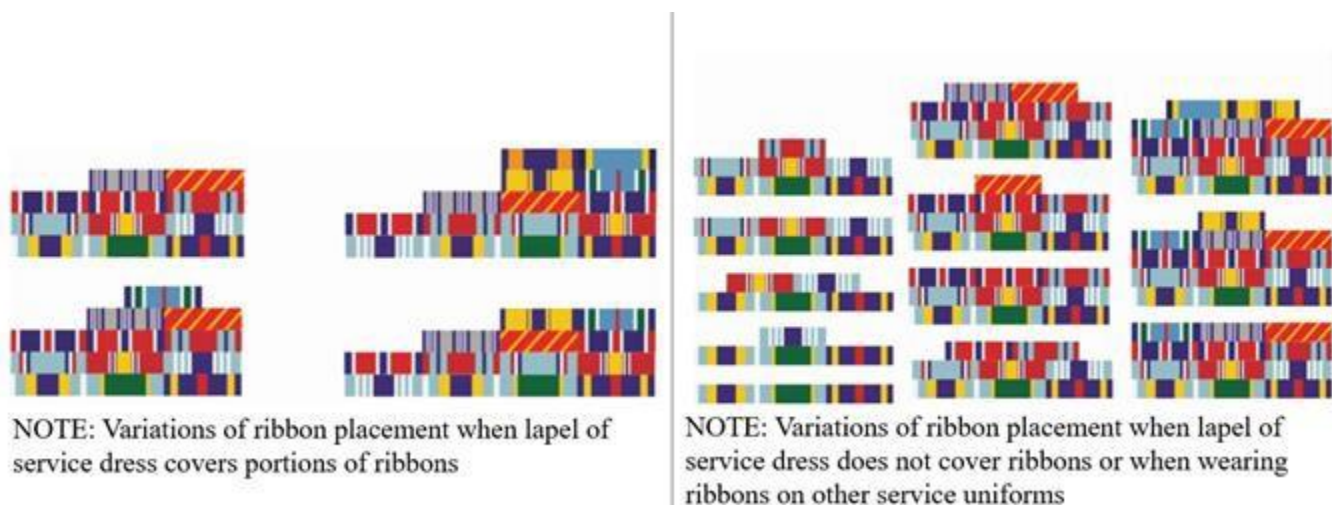 NOTE: Variations of ribbon placement when lapel of
service dress covers portions of ribbons
NOTE: Variations of ribbon placement when lapel of
service dress does not cover ribbons or when wearing
ribbons on other service uniforms